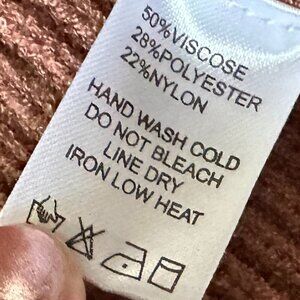 50%VISCOSE
28%POLYESTER
22%NYLON
HAND WASH COLD
DO NOT BLEACH
LINE DRY
IRON LOW HEAT